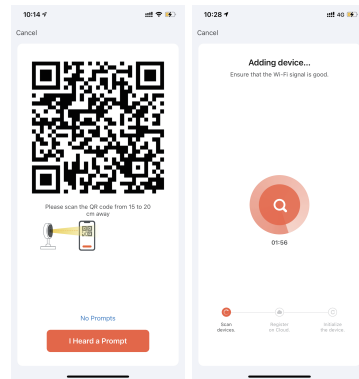 10:14
Cancel
Please scan the QR code from 15 to 20
cm away
No Prompts
I Heard a Prompt
10:28
4G
Cancel
Adding device...
Ensure that the Wi-Fi signal is good.
01:56
Scan
devices.
Register
on Cloud.
Initialize
the device.